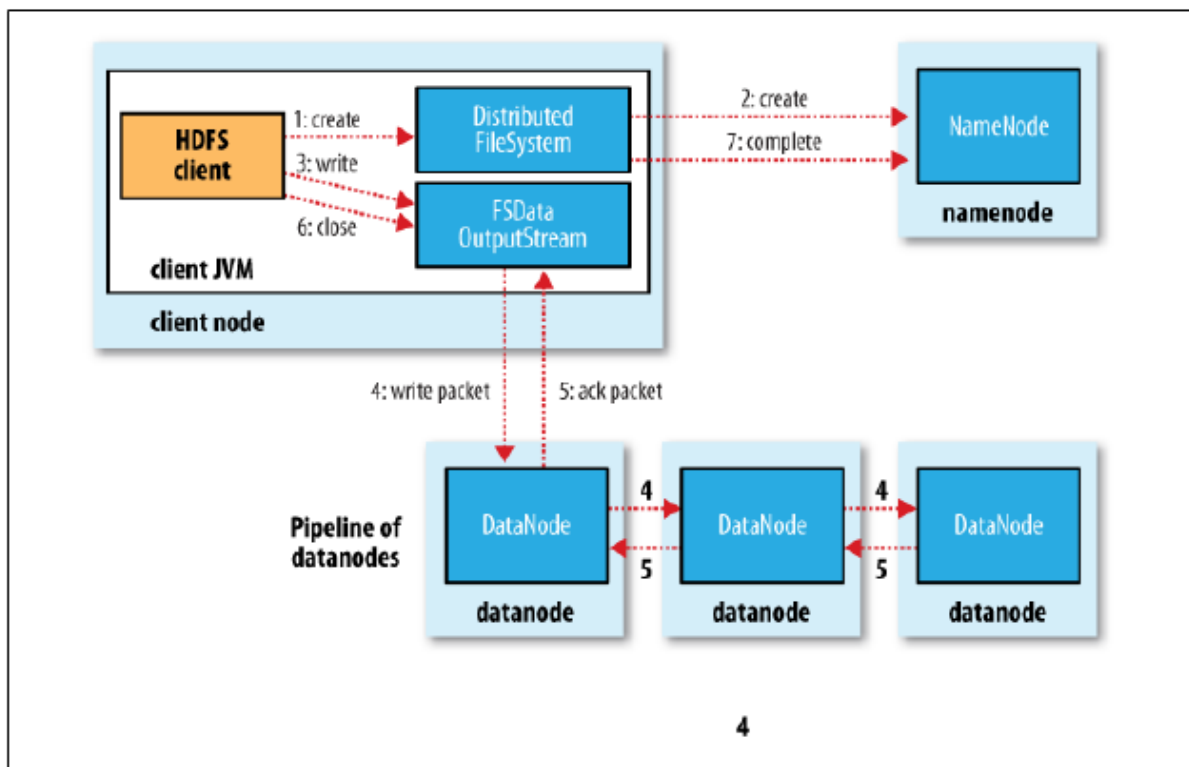 1: create
HDFS
client
3: write
6: close
Distributed
FileSystem
FSData
OutputStream
client JVM
client node
2: create
7: complete
NameNode
namenode
4: write packet
5: ack packet
Pipeline of
datanodes
DataNode
datanode
4
5
DataNode
datanode
4
5
DataNode
datanode
4